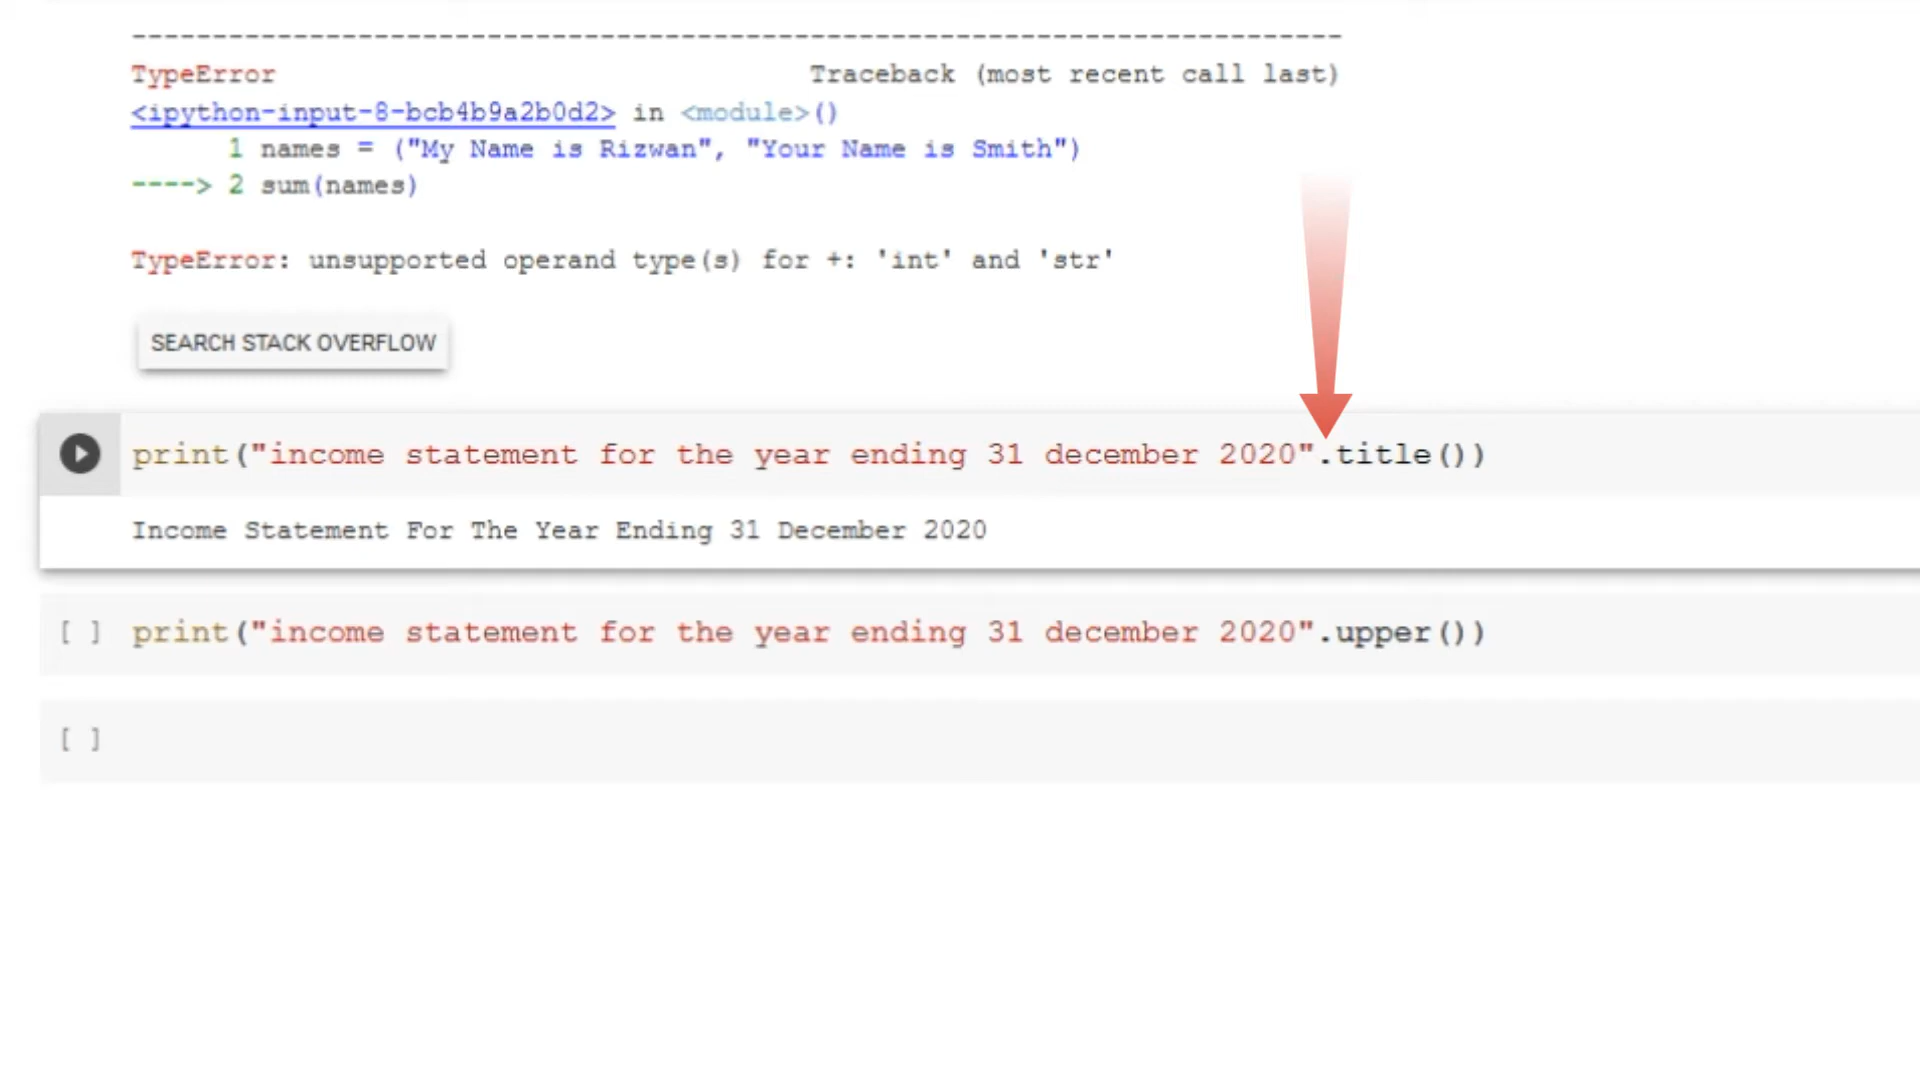 ---------------------------------------------------------------------------
TypeError                                 Traceback (most recent call last)
<ipython-input-8-bcb4b9a2b0d2> in <module>()
      1 names = ("My Name is Rizwan", "Your Name is Smith")
----> 2 sum(names)
TypeError: unsupported operand type(s) for +: 'int' and 'str'
SEARCH STACK OVERFLOW
print("income statement for the year ending 31 december 2020".title())
Income Statement For The Year Ending 31 December 2020
[ ] print("income statement for the year ending 31 december 2020".upper())
[ ]